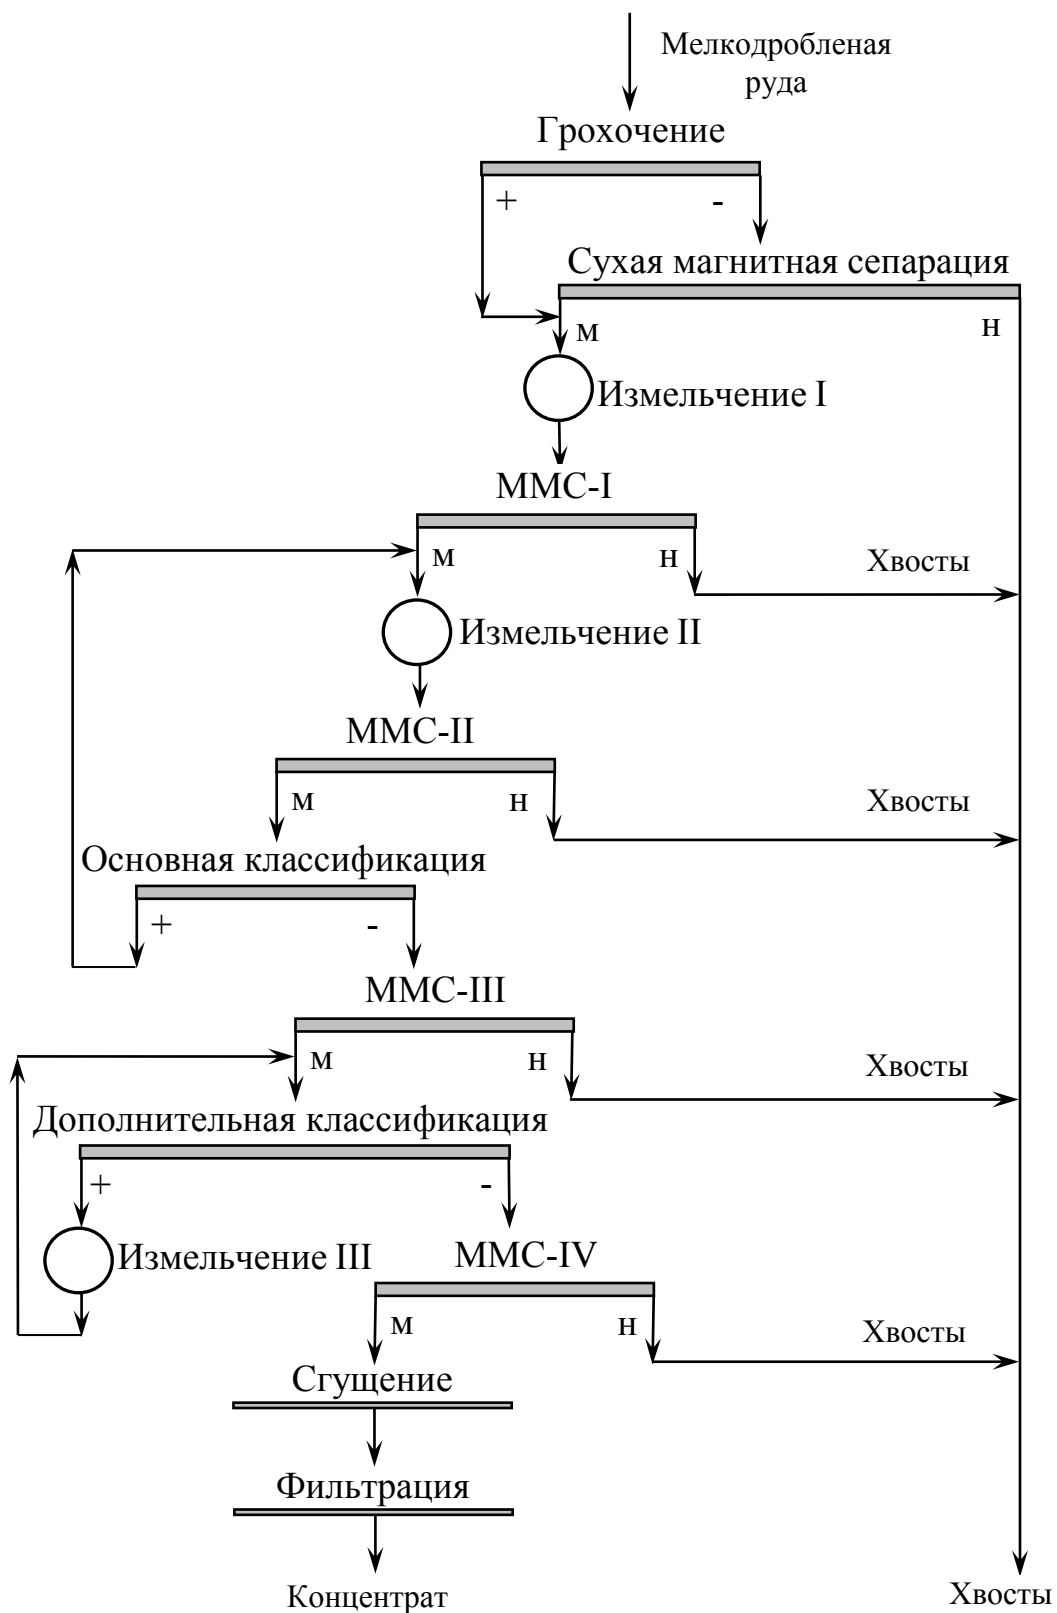 Мелкодробленая
руда
Грохочение
+ -
Сухая магнитная сепарация
м н
Измельчение I
ММС-I
м н Хвосты
Измельчение II
ММС-II
м н Хвосты
Основная классификация
+ -
ММС-III
м н Хвосты
Дополнительная классификация
+ -
Измельчение III ММС-IV
м н Хвосты
Сгущение
Фильтрация
Концентрат Хвосты